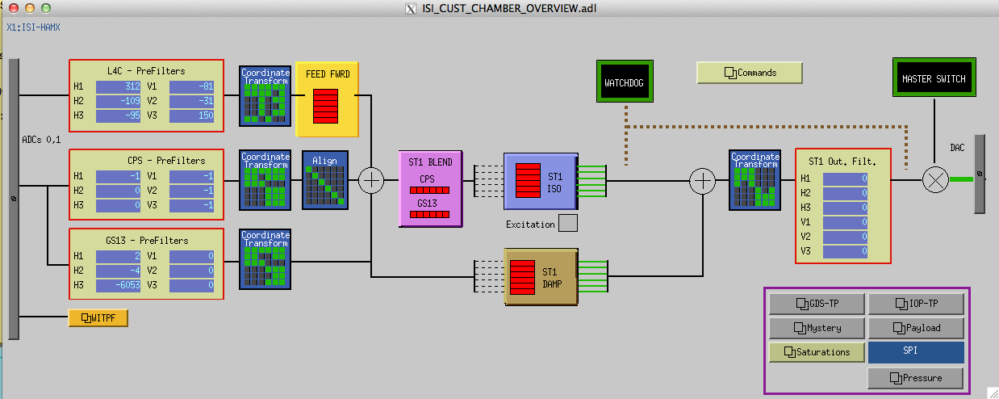 ISI_CUST_CHAMBER_OVERVIEW.adl
X1:ISI-HAMX
L4C - PreFilters
H1 312 V1 -81
H2 -109 V2 -31
H3 -95 V3 150
Coordinate
Transform
FEED FWRD
WATCHDOG
Commands
MASTER SWITCH
ADCs 0,1
CPS - PreFilters
H1 -1 V1 -1
H2 0 V2 -1
H3 0 V3 -1
Coordinate
Transform
Align
ST1 BLEND
CPS
GS13
ST1
ISO
Excitation
Coordinate
Transform
ST1 Out. Filt.
H1 0
H2 0
H3 0
V1 0
V2 0
V3 0
DAC
GS13 - PreFilters
H1 2 V1 0
H2 -4 V2 0
H3 -6053 V3 0
Coordinate
Transform
ST1
DAMP
WITPF
GDS-TP
IOP-TP
Mystery
Payload
Saturations
SPI
Pressure